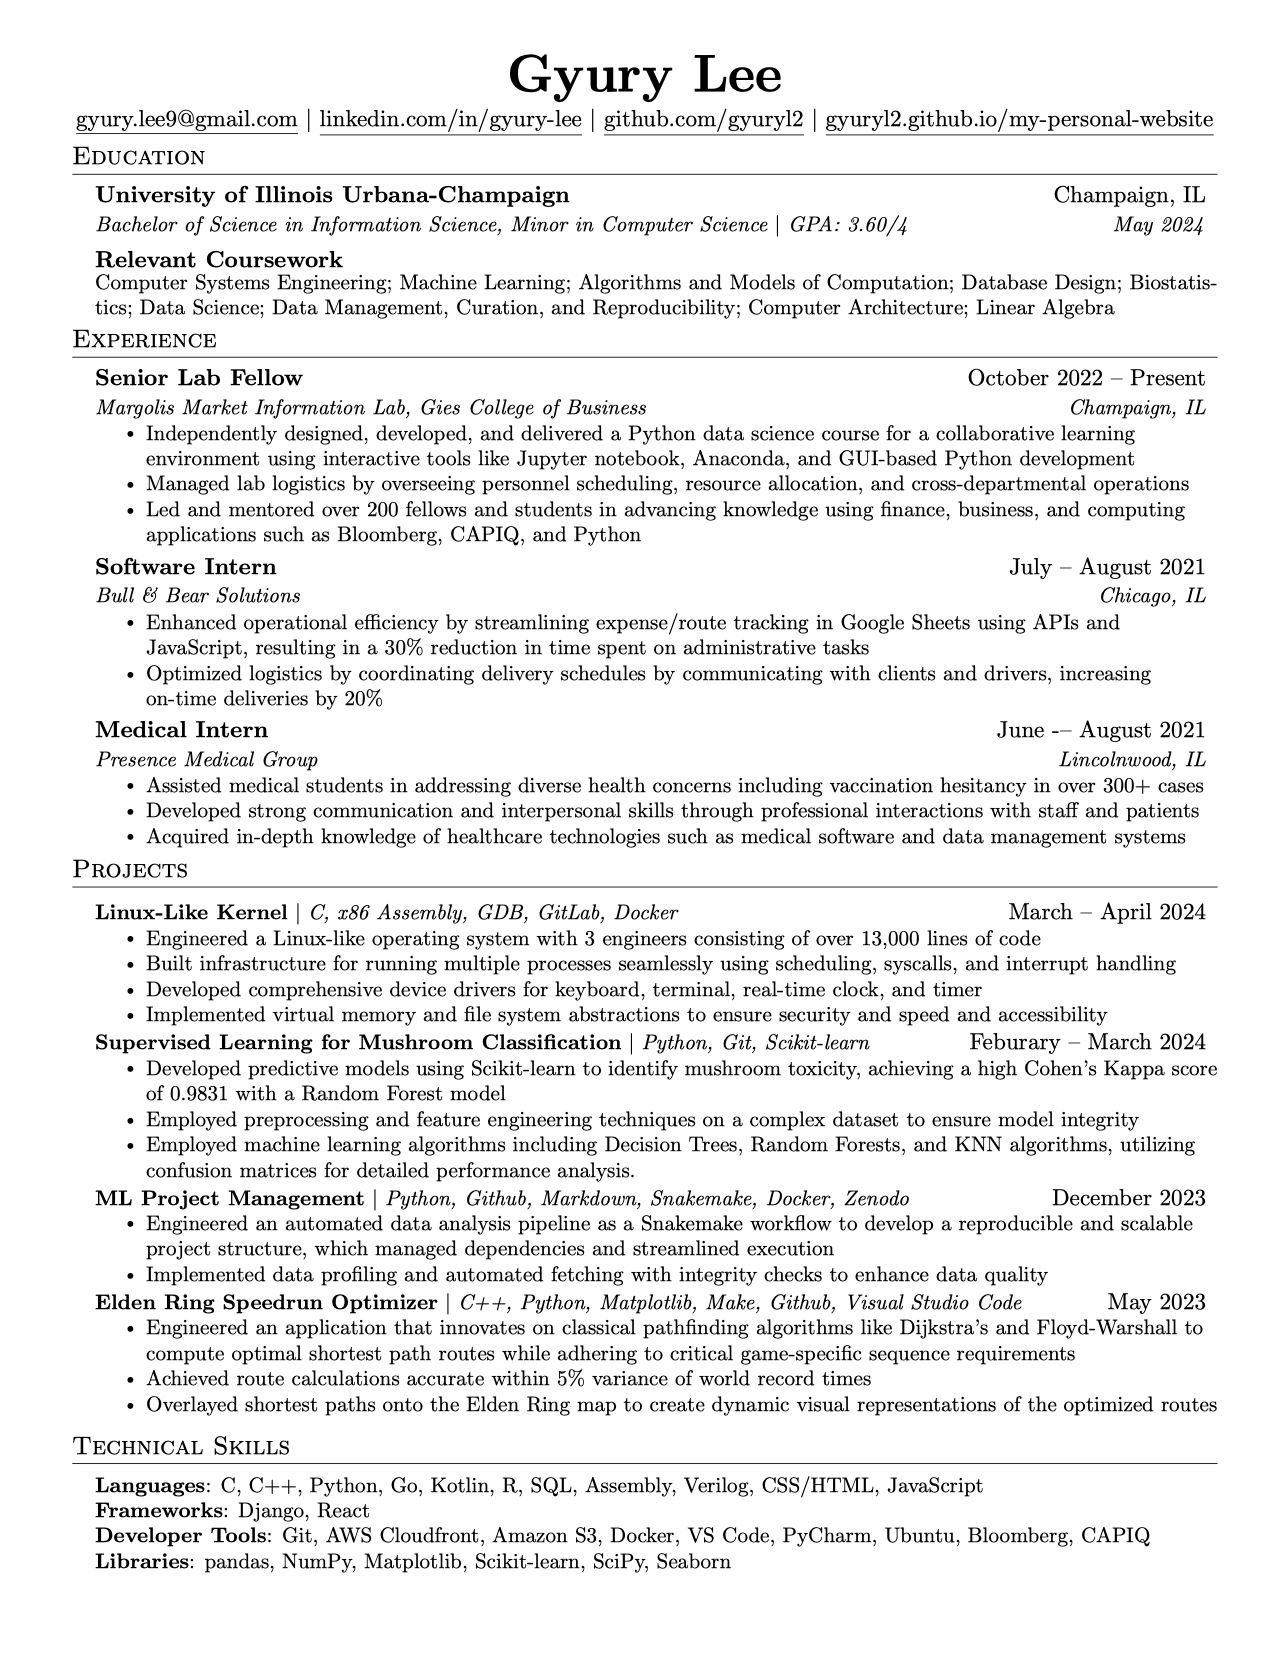 Gyury Lee
gyury.lee9@gmail.com | linkedin.com/in/gyury-lee | github.com/gyuryl2 | gyuryl2.github.io/my-personal-website
Education
University of Illinois Urbana-Champaign Champaign, IL
Bachelor of Science in Information Science, Minor in Computer Science | GPA: 3.60/4 May 2024
Relevant Coursework
Computer Systems Engineering; Machine Learning; Algorithms and Models of Computation; Database Design; Biostatis-
tics; Data Science; Data Management, Curation, and Reproducibility; Computer Architecture; Linear Algebra
Experience
Senior Lab Fellow October 2022 – Present
Margolis Market Information Lab, Gies College of Business Champaign, IL
• Independently designed, developed, and delivered a Python data science course for a collaborative learning
environment using interactive tools like Jupyter notebook, Anaconda, and GUI-based Python development
• Managed lab logistics by overseeing personnel scheduling, resource allocation, and cross-departmental operations
• Led and mentored over 200 fellows and students in advancing knowledge using finance, business, and computing
applications such as Bloomberg, CAPIQ, and Python
Software Intern July – August 2021
Bull & Bear Solutions Chicago, IL
• Enhanced operational efficiency by streamlining expense/route tracking in Google Sheets using APIs and
JavaScript, resulting in a 30% reduction in time spent on administrative tasks
• Optimized logistics by coordinating delivery schedules by communicating with clients and drivers, increasing
on-time deliveries by 20%
Medical Intern June -– August 2021
Presence Medical Group Lincolnwood, IL
• Assisted medical students in addressing diverse health concerns including vaccination hesitancy in over 300+ cases
• Developed strong communication and interpersonal skills through professional interactions with staff and patients
• Acquired in-depth knowledge of healthcare technologies such as medical software and data management systems
Projects
Linux-Like Kernel | C, x86 Assembly, GDB, GitLab, Docker March – April 2024
• Engineered a Linux-like operating system with 3 engineers consisting of over 13,000 lines of code
• Built infrastructure for running multiple processes seamlessly using scheduling, syscalls, and interrupt handling
• Developed comprehensive device drivers for keyboard, terminal, real-time clock, and timer
• Implemented virtual memory and file system abstractions to ensure security and speed and accessibility
Supervised Learning for Mushroom Classification | Python, Git, Scikit-learn Feburary – March 2024
• Developed predictive models using Scikit-learn to identify mushroom toxicity, achieving a high Cohen's Kappa score
of 0.9831 with a Random Forest model
• Employed preprocessing and feature engineering techniques on a complex dataset to ensure model integrity
• Employed machine learning algorithms including Decision Trees, Random Forests, and KNN algorithms, utilizing
confusion matrices for detailed performance analysis.
ML Project Management | Python, Github, Markdown, Snakemake, Docker, Zenodo December 2023
• Engineered an automated data analysis pipeline as a Snakemake workflow to develop a reproducible and scalable
project structure, which managed dependencies and streamlined execution
• Implemented data profiling and automated fetching with integrity checks to enhance data quality
Elden Ring Speedrun Optimizer | C++, Python, Matplotlib, Make, Github, Visual Studio Code May 2023
• Engineered an application that innovates on classical pathfinding algorithms like Dijkstra's and Floyd-Warshall to
compute optimal shortest path routes while adhering to critical game-specific sequence requirements
• Achieved route calculations accurate within 5% variance of world record times
• Overlayed shortest paths onto the Elden Ring map to create dynamic visual representations of the optimized routes
Technical Skills
Languages: C, C++, Python, Go, Kotlin, R, SQL, Assembly, Verilog, CSS/HTML, JavaScript
Frameworks: Django, React
Developer Tools: Git, AWS Cloudfront, Amazon S3, Docker, VS Code, PyCharm, Ubuntu, Bloomberg, CAPIQ
Libraries: pandas, NumPy, Matplotlib, Scikit-learn, SciPy, Seaborn